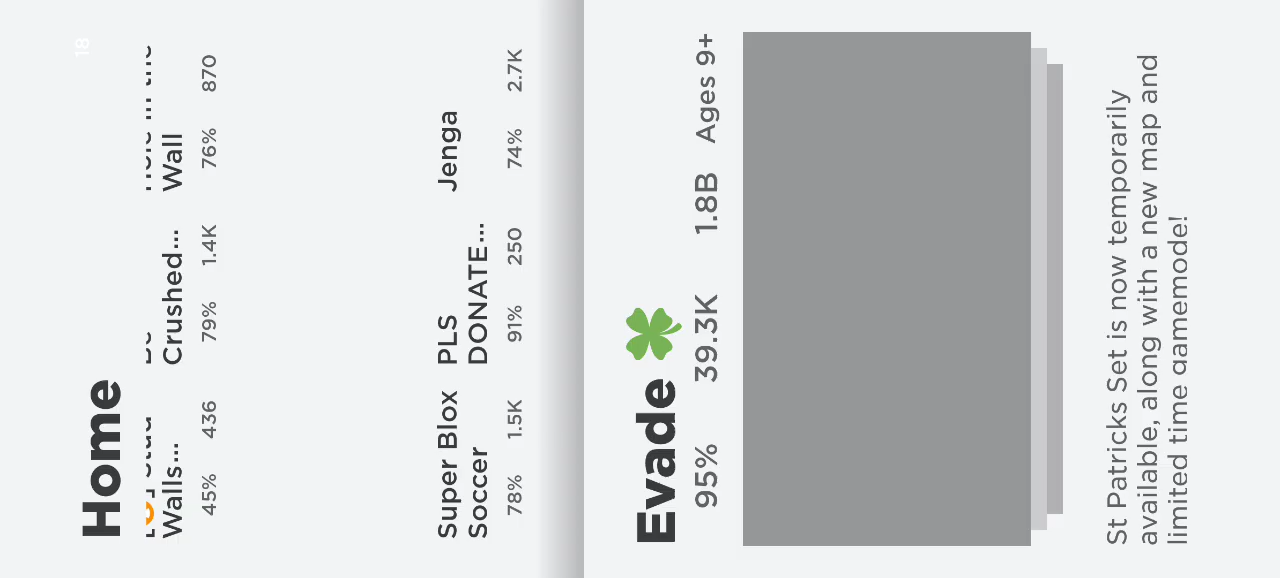 18
Home
Walls...
45% 436
Crushed...
79% 1.4K
Wall
76% 870
Super Blox
Soccer
78% 1.5K
PLS
DONATE...
91% 250
Jenga
74% 2.7K
Evade 🍀
95% 39.3K 1.8B Ages 9+
St Patricks Set is now temporarily
available, along with a new map and
limited time gamemode!